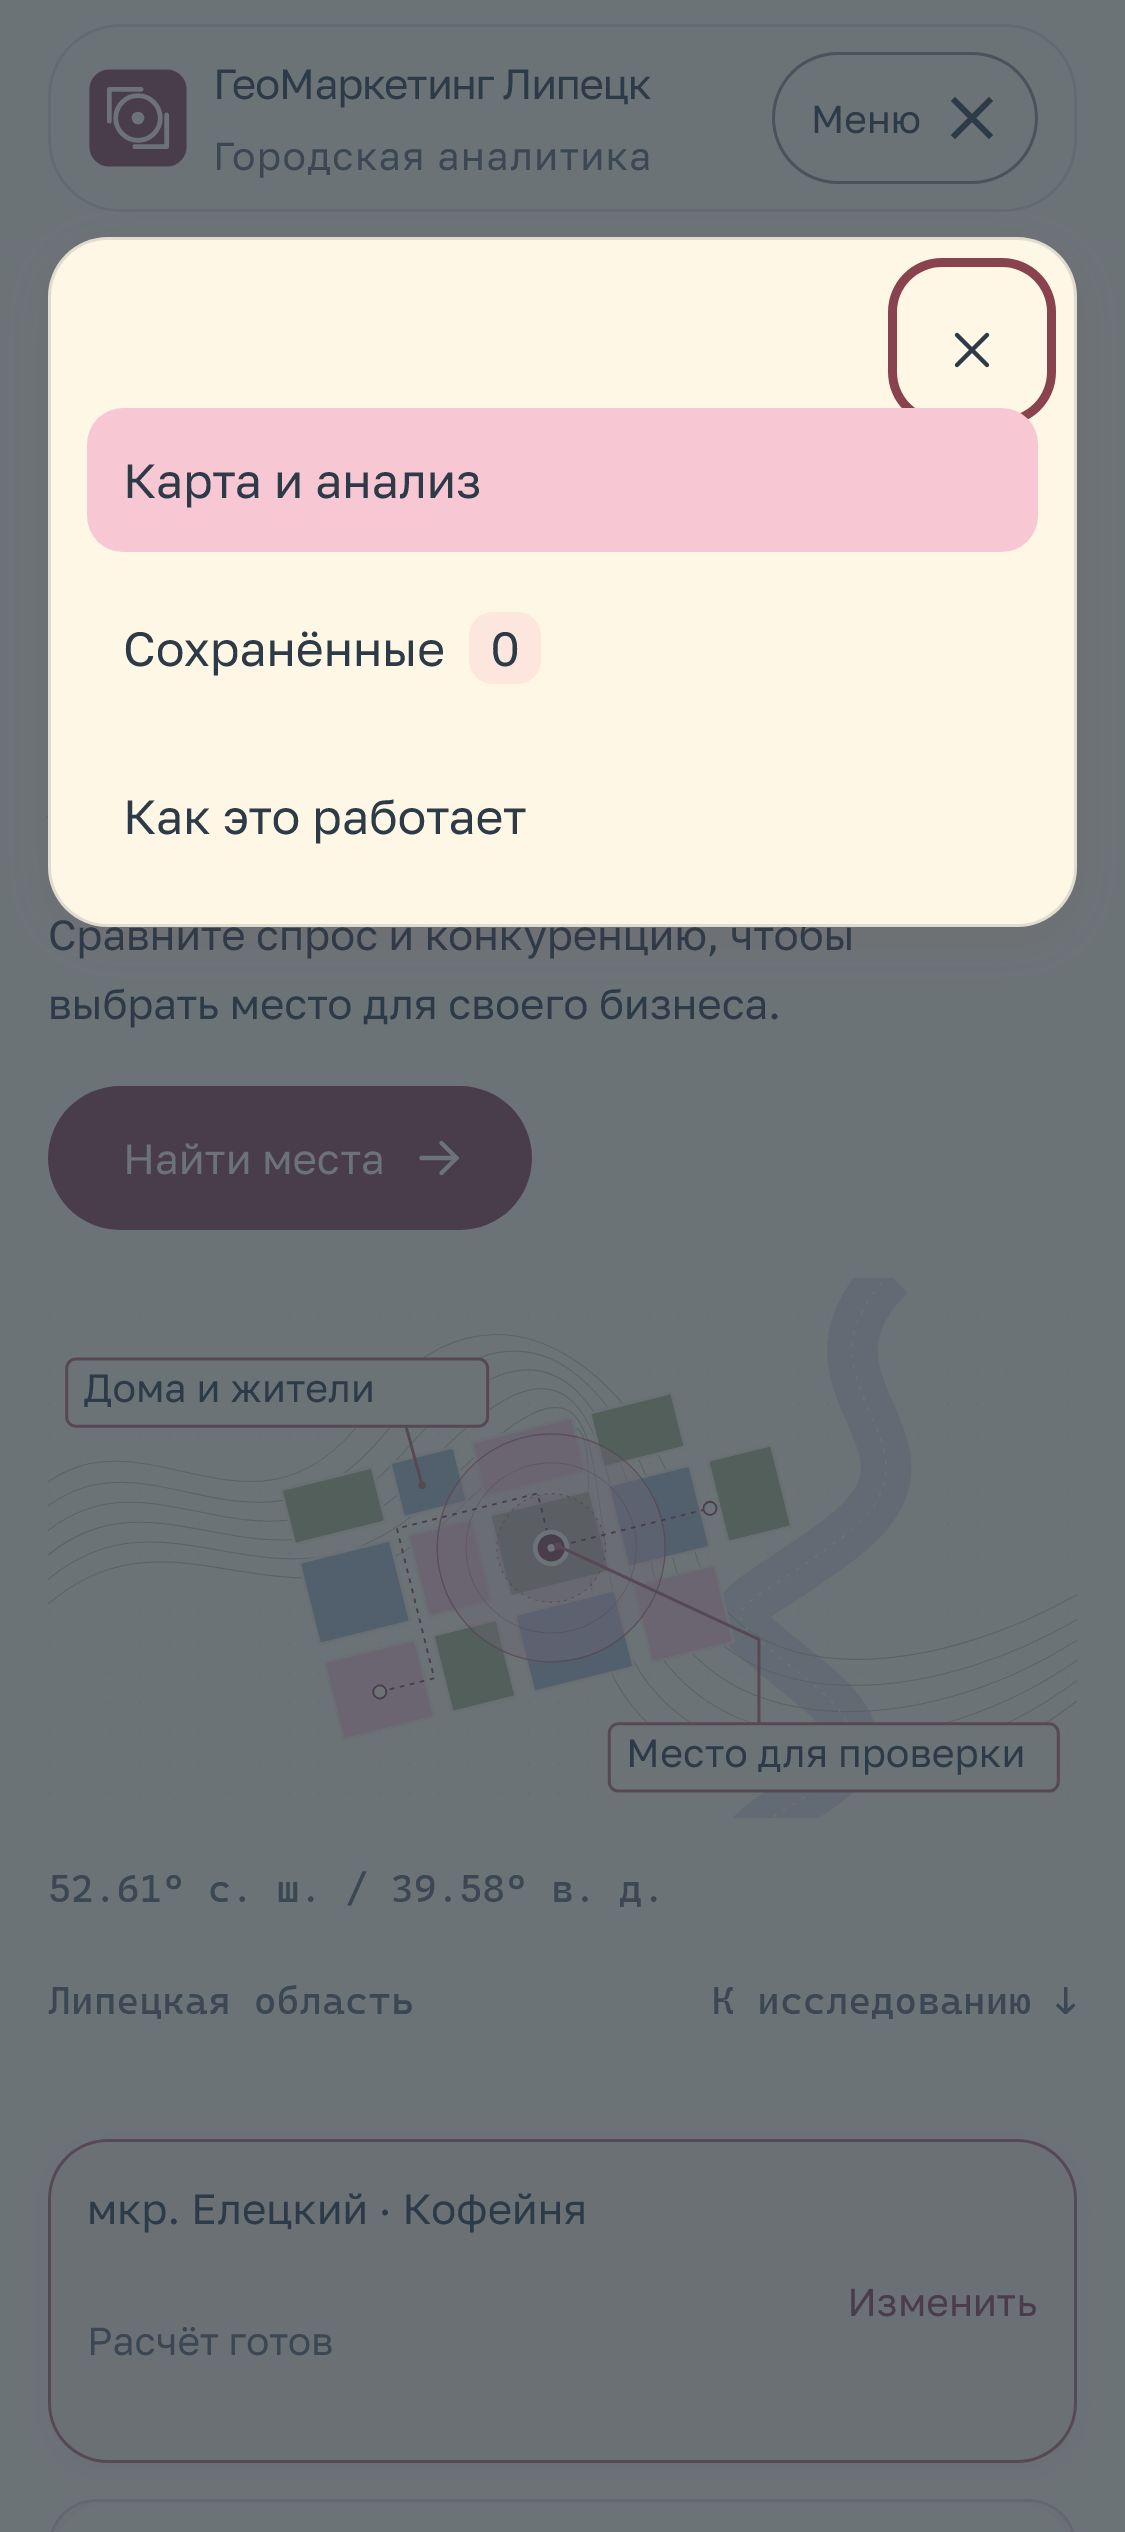 ГеоМаркетинг Липецк
Городская аналитика
Меню
Карта и анализ
Сохранённые 0
Как это работает
Сравните спрос и конкуренцию, чтобы
выбрать место для своего бизнеса.
Найти места →
Дома и жители
Место для проверки
52.61° с. ш. / 39.58° в. д.
Липецкая область
К исследованию ↓
мкр. Елецкий · Кофейня
Изменить
Расчёт готов